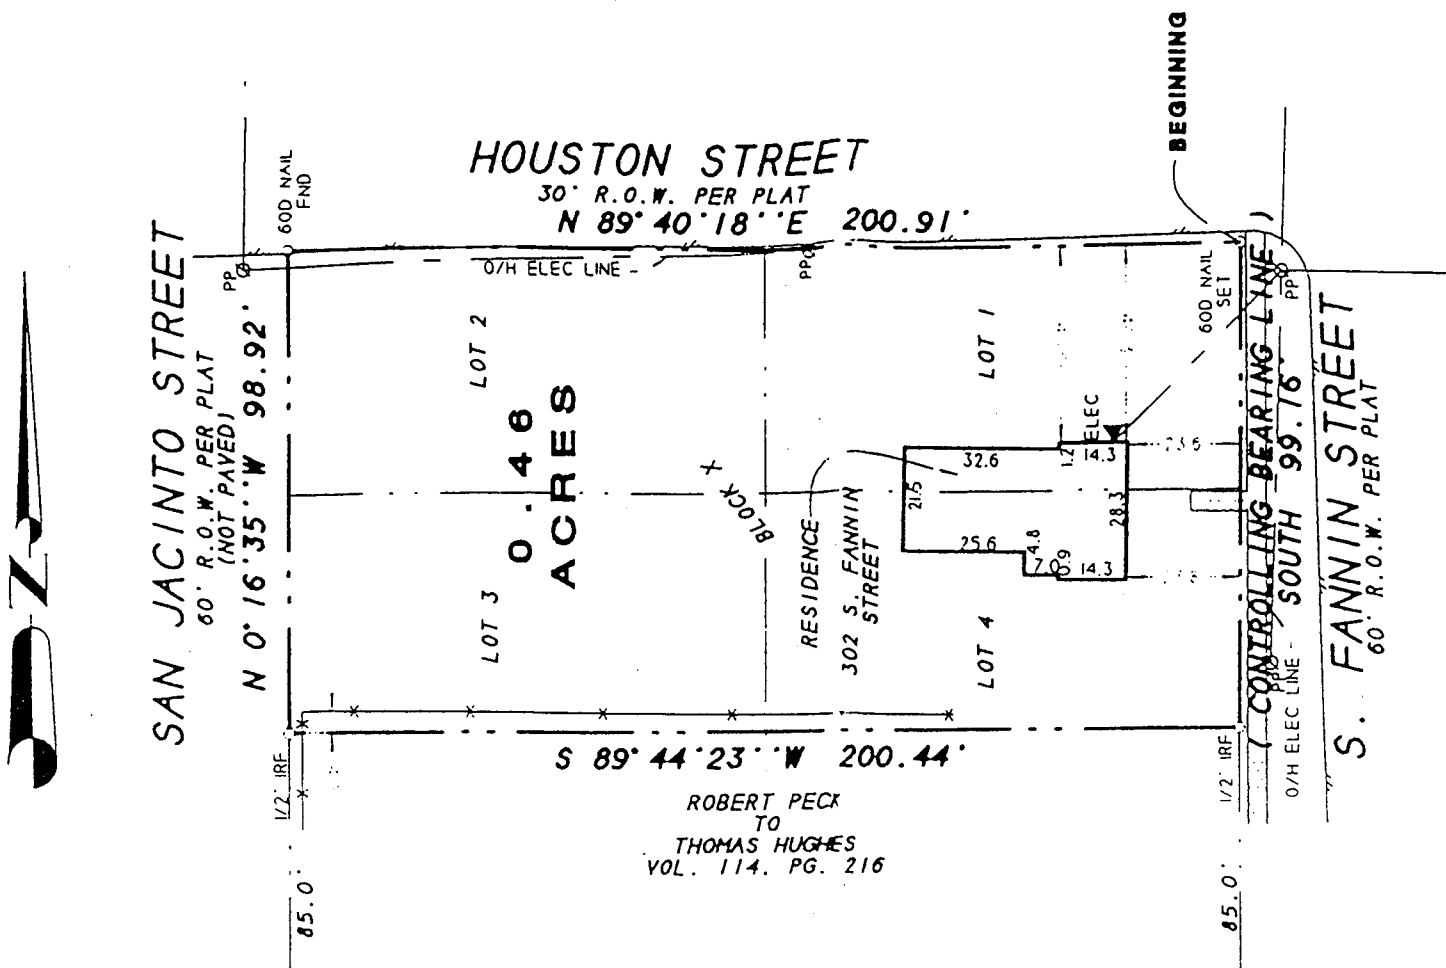 BEGINNING
HOUSTON STREET
30' R.O.W. PER PLAT
N 89°40'18''E 200.91'
60D NAIL
FND
O/H ELEC LINE
PP
PP
PP
60D NAIL
SET
SAN JACINTO STREET
60' R.O.W. PER PLAT
(NOT PAVED)
N 0°16'35''W 98.92'
LOT 2
LOT 1
0.46
ACRES
BLOCK
ELEC
32.6
1.2
14.3
23.6
21.5
28.3
25.6
4.8
7.0
0.9
14.3
RESIDENCE
302 S. FANNIN
STREET
LOT 3
LOT 4
(CONTROLLING BEARING LINE)
SOUTH 99.16'
S. FANNIN STREET
60' R.O.W. PER PLAT
PP
O/H ELEC LINE
N
S 89°44'23''W 200.44'
1/2" IRF
1/2" IRF
ROBERT PECK
TO
THOMAS HUGHES
VOL. 114, PG. 216
85.0'
85.0'